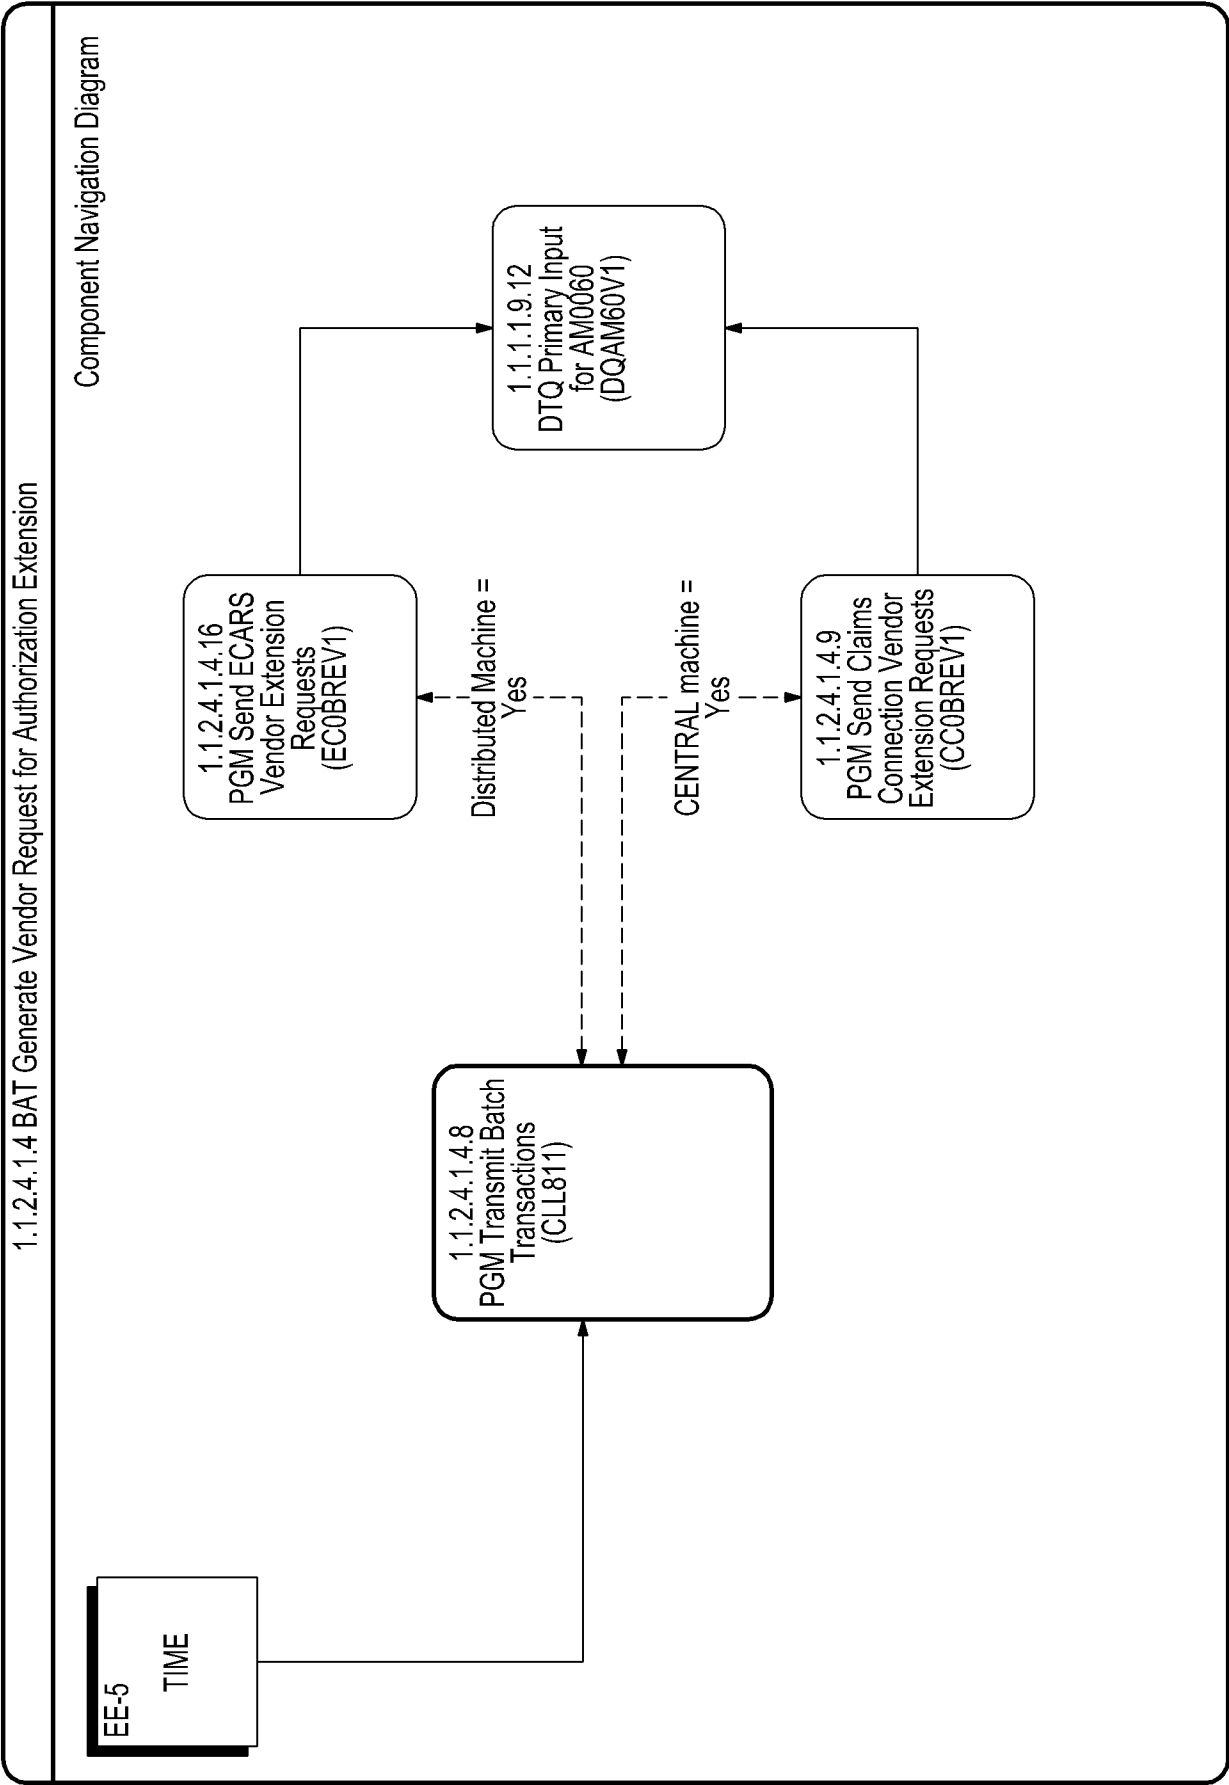 1.1.2.4.1.4 BAT Generate Vendor Request for Authorization Extension
Component Navigation Diagram
EE-5
TIME
1.1.2.4.1.4.8
PGM Transmit Batch
Transactions
(CLL811)
1.1.2.4.1.4.16
PGM Send ECARS
Vendor Extension
Requests
(EC0BREV1)
Distributed Machine =
Yes
CENTRAL machine =
Yes
1.1.2.4.1.4.9
PGM Send Claims
Connection Vendor
Extension Requests
(CC0BREV1)
1.1.1.1.9.12
DTQ Primary Input
for AM0060
(DQAM60V1)